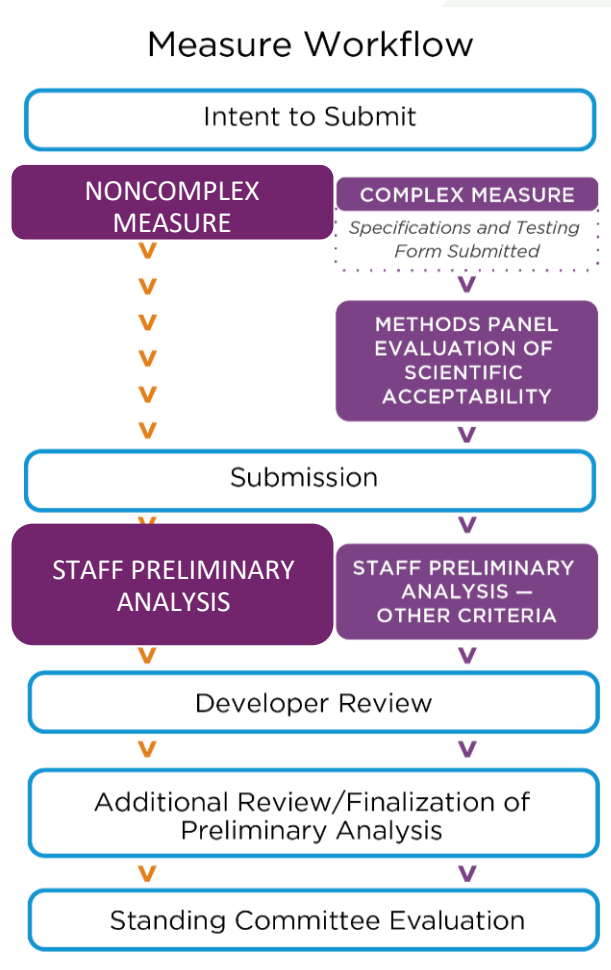 Measure Workflow
Intent to Submit
NONCOMPLEX
MEASURE
COMPLEX MEASURE
Specifications and Testing
Form Submitted
METHODS PANEL
EVALUATION OF
SCIENTIFIC
ACCEPTABILITY
Submission
STAFF PRELIMINARY
ANALYSIS
STAFF PRELIMINARY
ANALYSIS —
OTHER CRITERIA
Developer Review
Additional Review/Finalization of
Preliminary Analysis
Standing Committee Evaluation